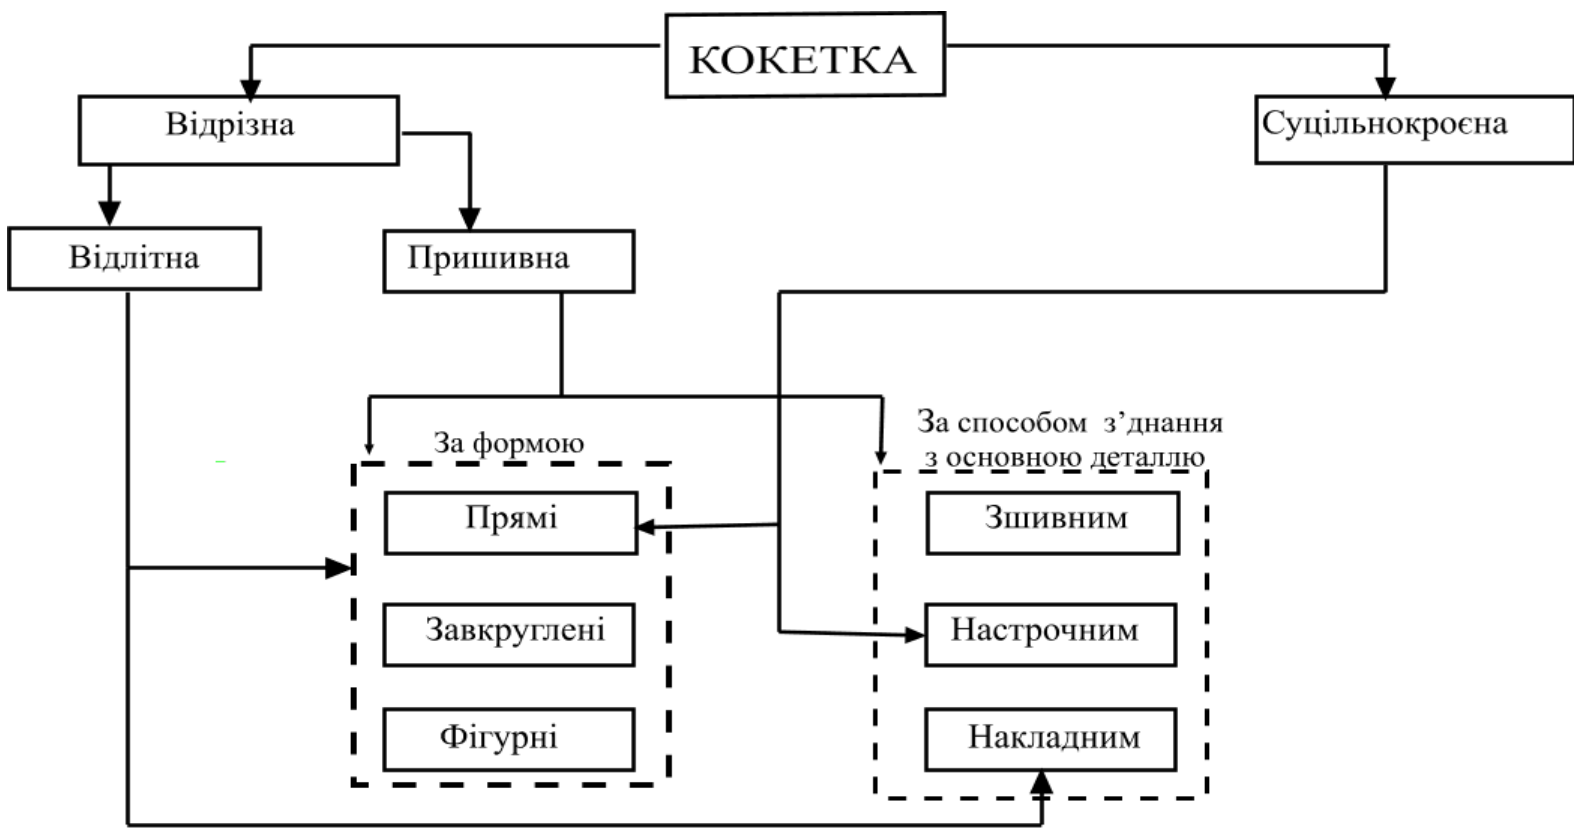 КОКЕТКА
Відрізна
Суцільнокроєна
Відлітна
Пришивна
За формою
За способом з’днання
з основною деталлю
Прямі
Зшивним
Завкруглені
Настрочним
Фігурні
Накладним